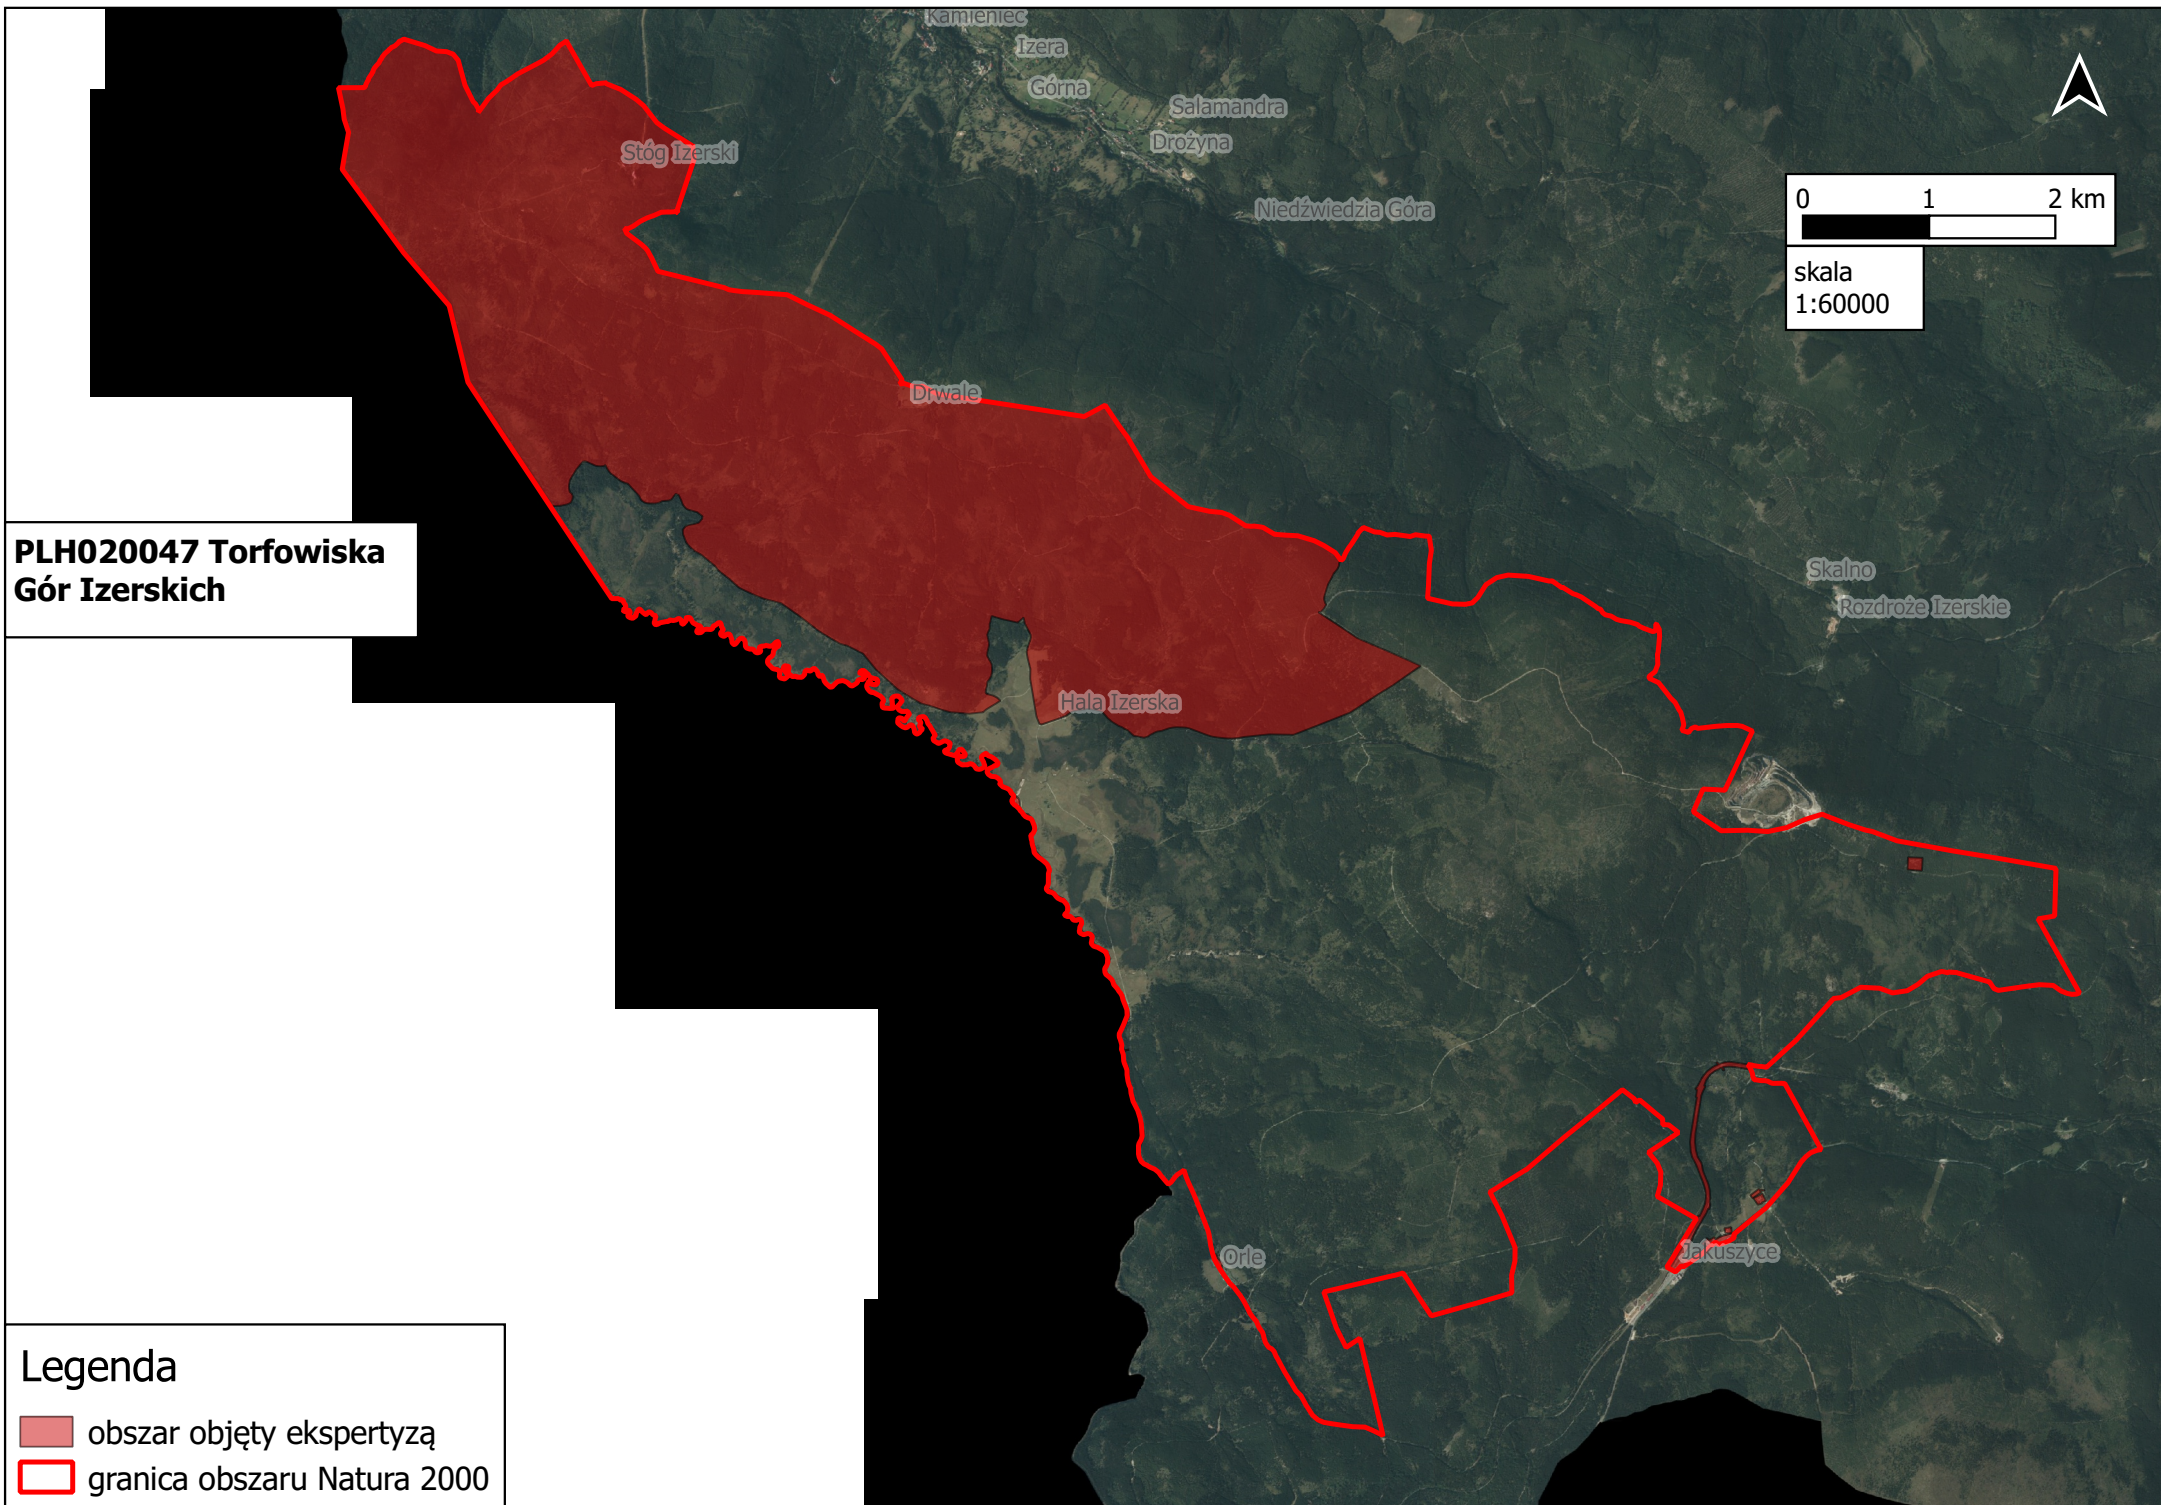 Kamieniec
Izera
Górna
Salamandra
Drożyna
Stóg Izerski
Niedźwiedzia Góra
0 1 2 km
skala
1:60000
Drwale
PLH020047 Torfowiska
Gór Izerskich
Skalno
Rozdroże Izerskie
Hala Izerska
Orle
Jakuszyce
Legenda
obszar objęty ekspertyzą
granica obszaru Natura 2000